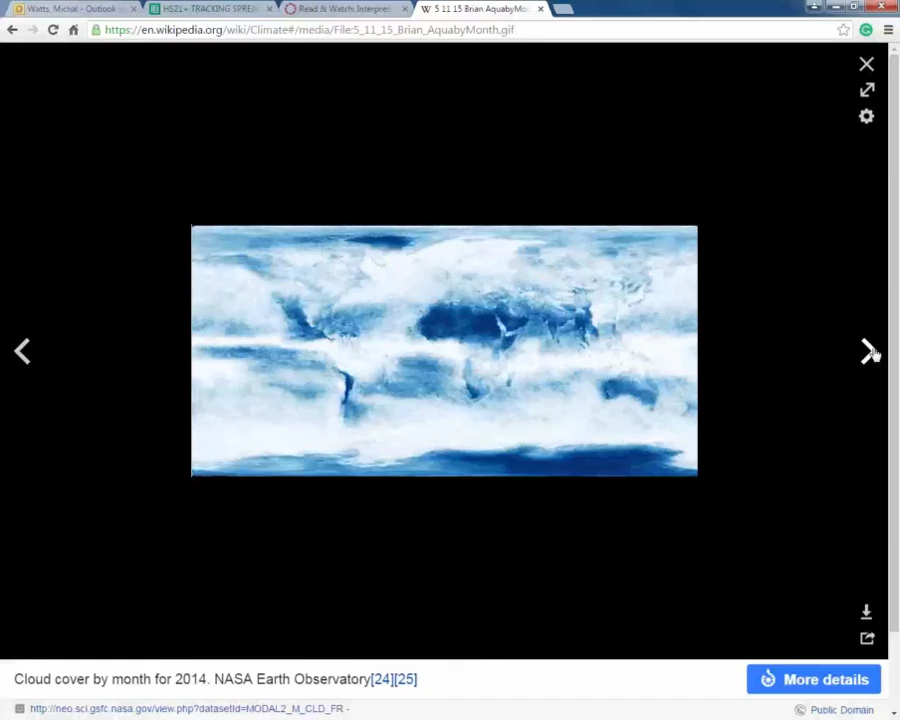 Watts, Michal - Outlook
HS21+ TRACKING SPREA
Read & Watch: Interpret
5 11 15 Brian AquabyMo
https://en.wikipedia.org/wiki/Climate#/media/File:5_11_15_Brian_AquabyMonth.gif
Cloud cover by month for 2014. NASA Earth Observatory[24][25]
More details
http://neo.sci.gsfc.nasa.gov/view.php?datasetId=MODAL2_M_CLD_FR -
Public Domain